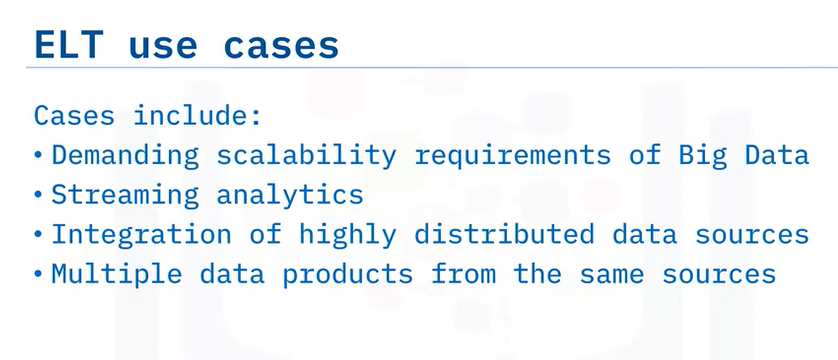 ELT use cases
Cases include:
• Demanding scalability requirements of Big Data
• Streaming analytics
• Integration of highly distributed data sources
• Multiple data products from the same sources